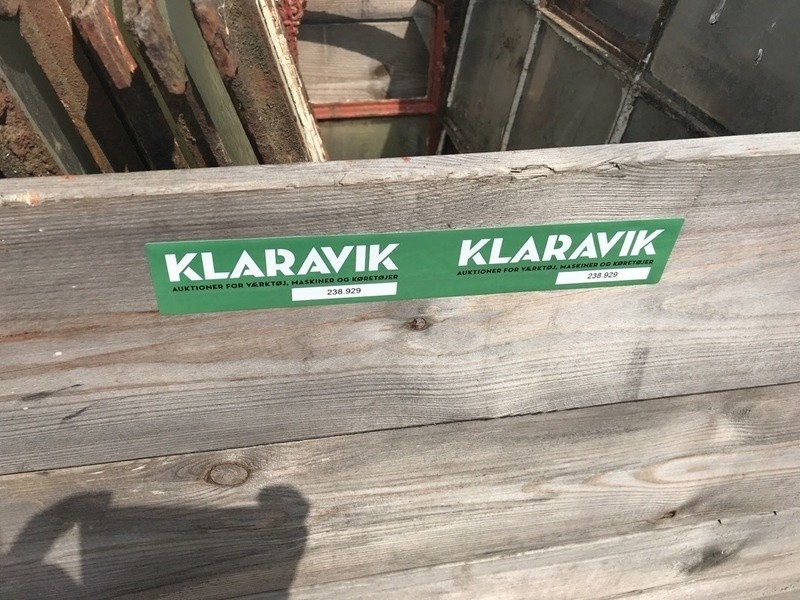 KLARAVIK
AUKTIONER FOR VÆRKTØJ, MASKINER OG KØRETØJER
238.929
KLARAVIK
AUKTIONER FOR VÆRKTØJ, MASKINER OG KØRETØJER
238.929